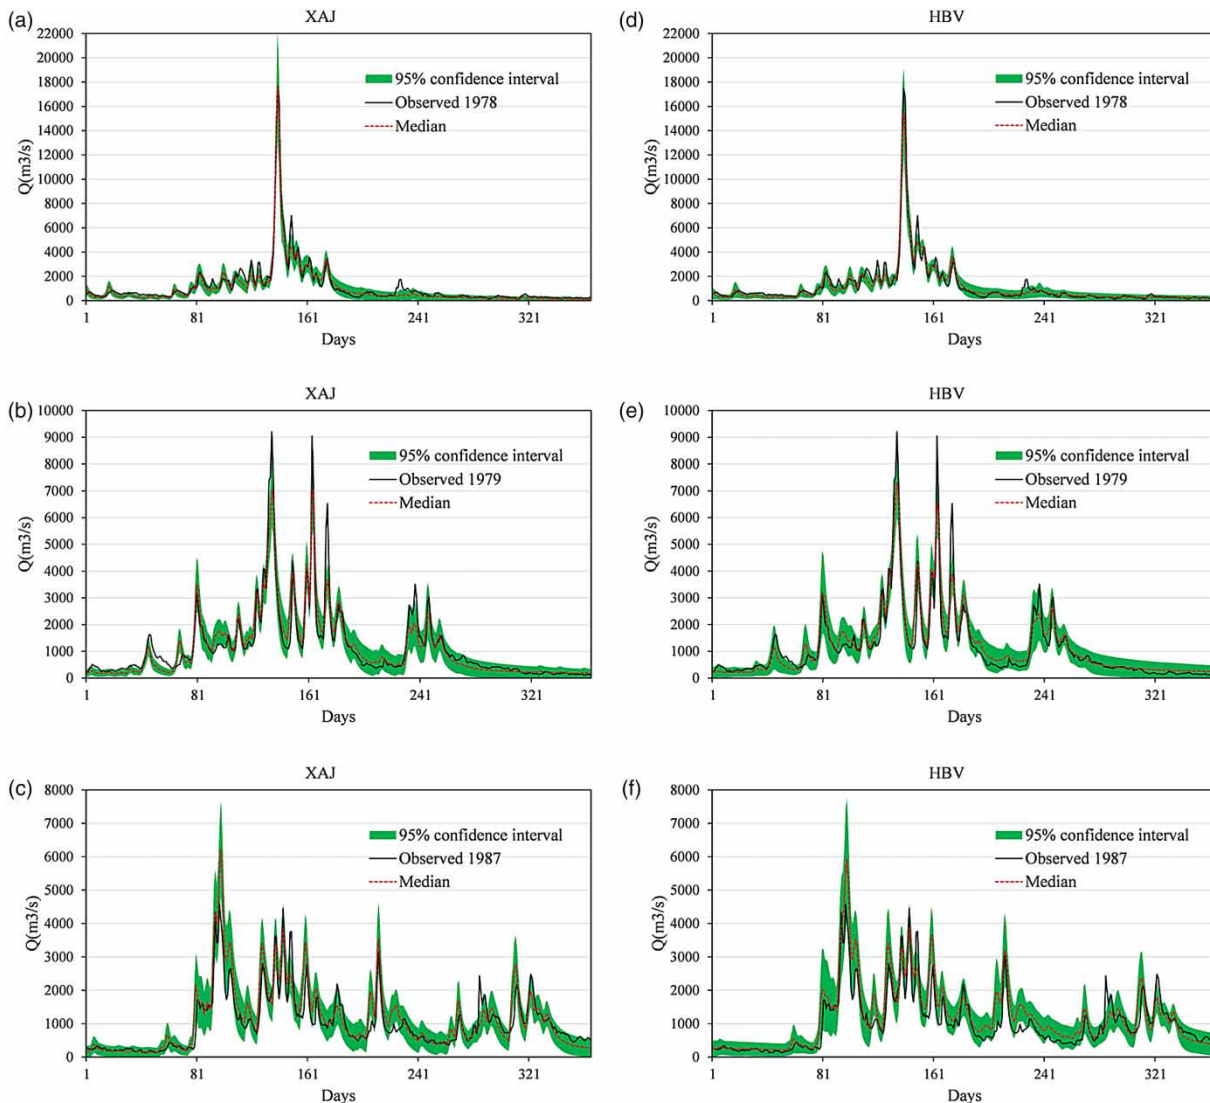 (a)
XAJ
22000
20000
18000
16000
14000
12000
10000
8000
6000
4000
2000
0
Q(m3/s)
95% confidence interval
Observed 1978
Median
1 81 161 241 321
Days
(d)
HBV
22000
20000
18000
16000
14000
12000
10000
8000
6000
4000
2000
0
Q(m3/s)
95% confidence interval
Observed 1978
Median
1 81 161 241 321
Days
(b)
XAJ
10000
9000
8000
7000
6000
5000
4000
3000
2000
1000
0
Q(m3/s)
95% confidence interval
Observed 1979
Median
1 81 161 241 321
Days
(e)
HBV
10000
9000
8000
7000
6000
5000
4000
3000
2000
1000
0
Q(m3/s)
95% confidence interval
Observed 1979
Median
1 81 161 241 321
Days
(c)
XAJ
8000
7000
6000
5000
4000
3000
2000
1000
0
Q(m3/s)
95% confidence interval
Observed 1987
Median
1 81 161 241 321
Days
(f)
HBV
8000
7000
6000
5000
4000
3000
2000
1000
0
Q(m3/s)
95% confidence interval
Observed 1987
Median
1 81 161 241 321
Days